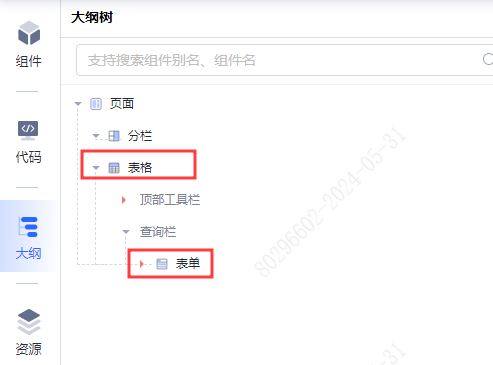 大纲树
组件
支持搜索组件别名、组件名
页面
分栏
代码
表格
顶部工具栏
查询栏
大纲
表单
资源
80296602-2024-05-31